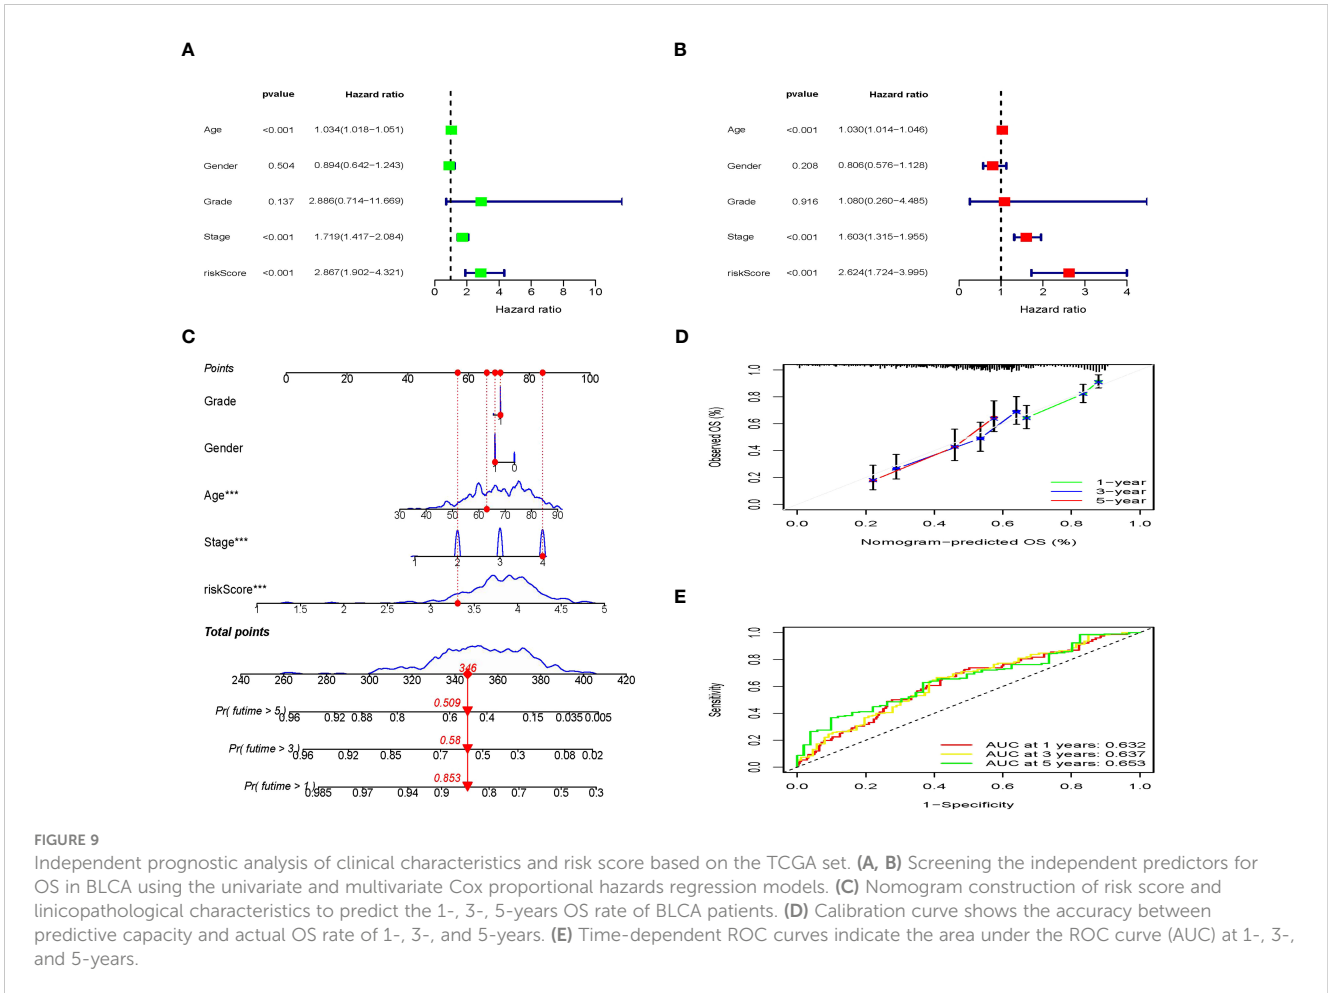 A
pvalue Hazard ratio
Age <0.001 1.034(1.018−1.051)
Gender 0.504 0.894(0.642−1.243)
Grade 0.137 2.886(0.714−11.669)
Stage <0.001 1.719(1.417−2.084)
riskScore <0.001 2.867(1.902−4.321)
0 2 4 6 8 10
Hazard ratio
B
pvalue Hazard ratio
Age <0.001 1.030(1.014−1.046)
Gender 0.208 0.806(0.576−1.128)
Grade 0.916 1.080(0.260−4.485)
Stage <0.001 1.603(1.315−1.955)
riskScore <0.001 2.624(1.724−3.995)
0 1 2 3 4
Hazard ratio
C
Points
0 20 40 60 80 100
Grade
Gender
1 0
Age***
30 40 50 60 70 80 90
Stage***
1 2 3 4
riskScore***
1 1.5 2 2.5 3 3.5 4 4.5 5
Total points
346
240 260 280 300 320 340 360 380 400 420
0.509
Pr( futime > 5)
0.96 0.92 0.88 0.8 0.6 0.4 0.15 0.035 0.005
0.58
Pr( futime > 3)
0.96 0.92 0.85 0.7 0.5 0.3 0.08 0.02
0.853
Pr( futime > 1)
0.985 0.97 0.94 0.9 0.8 0.7 0.5 0.3
D
Observed OS (%)
0.0 0.2 0.4 0.6 0.8 1.0
1−year
3−year
5−year
0.0 0.2 0.4 0.6 0.8 1.0
Nomogram−predicted OS (%)
E
Sensitivity
0.0 0.2 0.4 0.6 0.8 1.0
AUC at 1 years: 0.632
AUC at 3 years: 0.637
AUC at 5 years: 0.653
0.0 0.2 0.4 0.6 0.8 1.0
1−Specificity
FIGURE 9
Independent prognostic analysis of clinical characteristics and risk score based on the TCGA set. (A, B) Screening the independent predictors for
OS in BLCA using the univariate and multivariate Cox proportional hazards regression models. (C) Nomogram construction of risk score and
linicopathological characteristics to predict the 1-, 3-, 5-years OS rate of BLCA patients. (D) Calibration curve shows the accuracy between
predictive capacity and actual OS rate of 1-, 3-, and 5-years. (E) Time-dependent ROC curves indicate the area under the ROC curve (AUC) at 1-, 3-,
and 5-years.